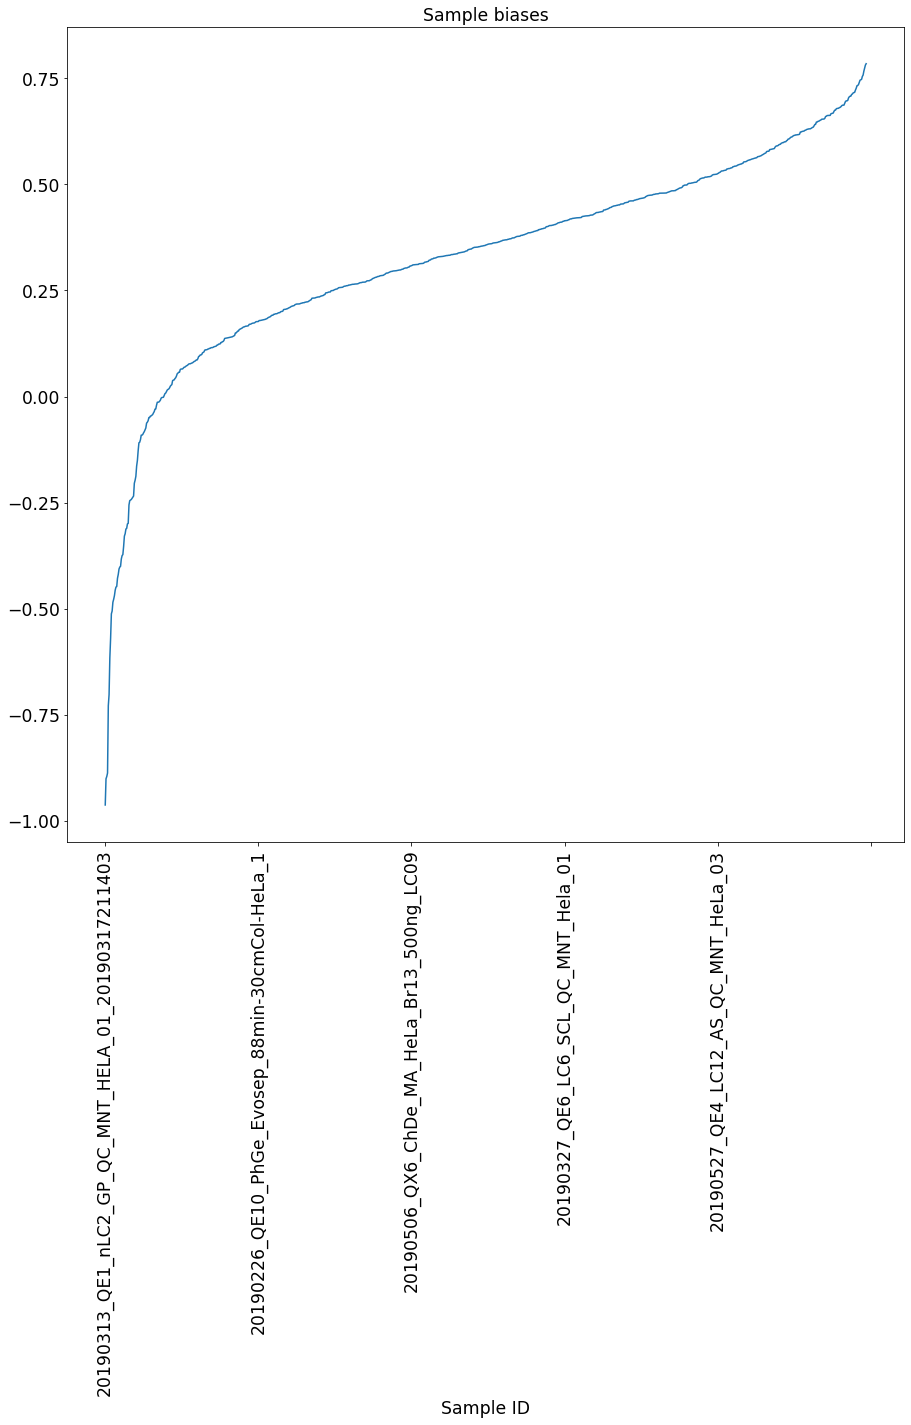 Sample biases
0.75
0.50
0.25
0.00
−0.25
−0.50
−0.75
−1.00
20190313_QE1_nLC2_GP_QC_MNT_HELA_01_20190317211403
20190226_QE10_PhGe_Evosep_88min-30cmCol-HeLa_1
20190506_QX6_ChDe_MA_HeLa_Br13_500ng_LC09
20190327_QE6_LC6_SCL_QC_MNT_Hela_01
20190527_QE4_LC12_AS_QC_MNT_HeLa_03
Sample ID